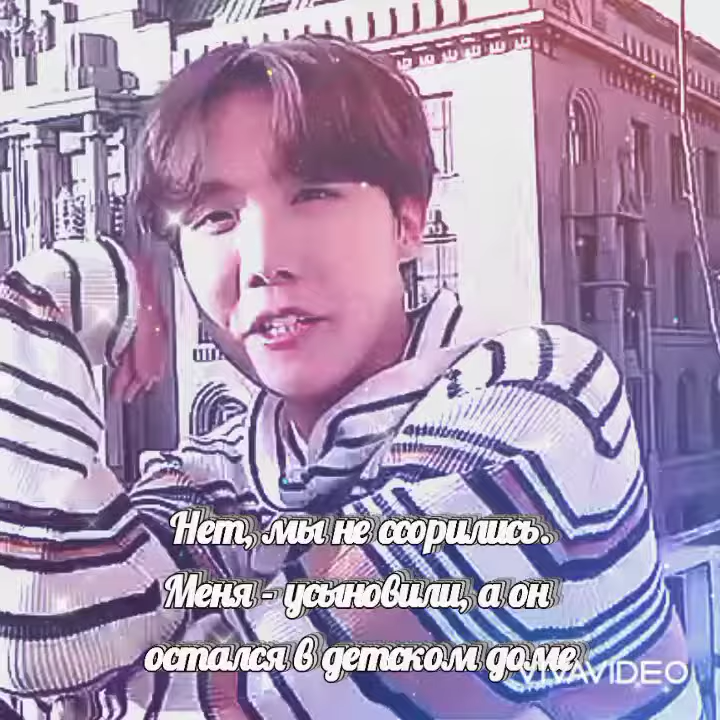 Нет, мы не ссорились.
Меня - усыновили, а он
остался в детском доме
VIVAVIDEO